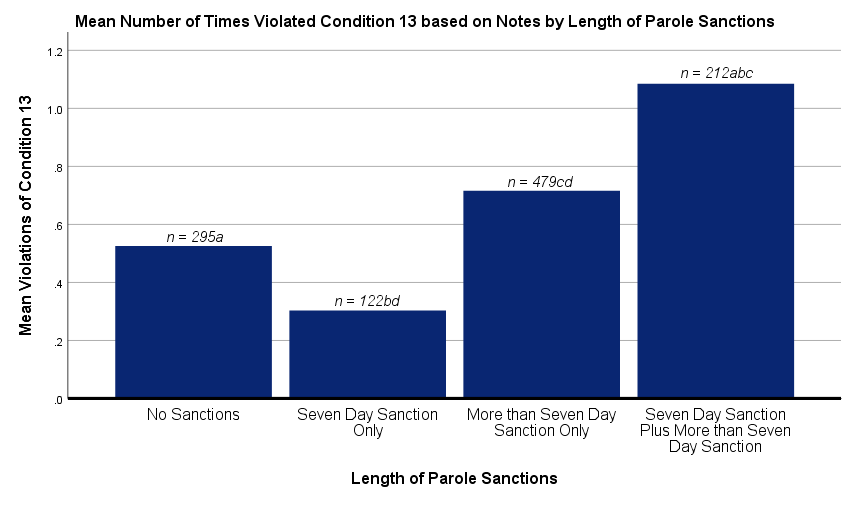 Mean Number of Times Violated Condition 13 based on Notes by Length of Parole Sanctions
Mean Violations of Condition 13
1.2
1.0
.8
.6
.4
.2
.0
n = 295a
n = 122bd
n = 479cd
n = 212abc
No Sanctions
Seven Day Sanction
Only
More than Seven Day
Sanction Only
Seven Day Sanction
Plus More than Seven
Day Sanction
Length of Parole Sanctions